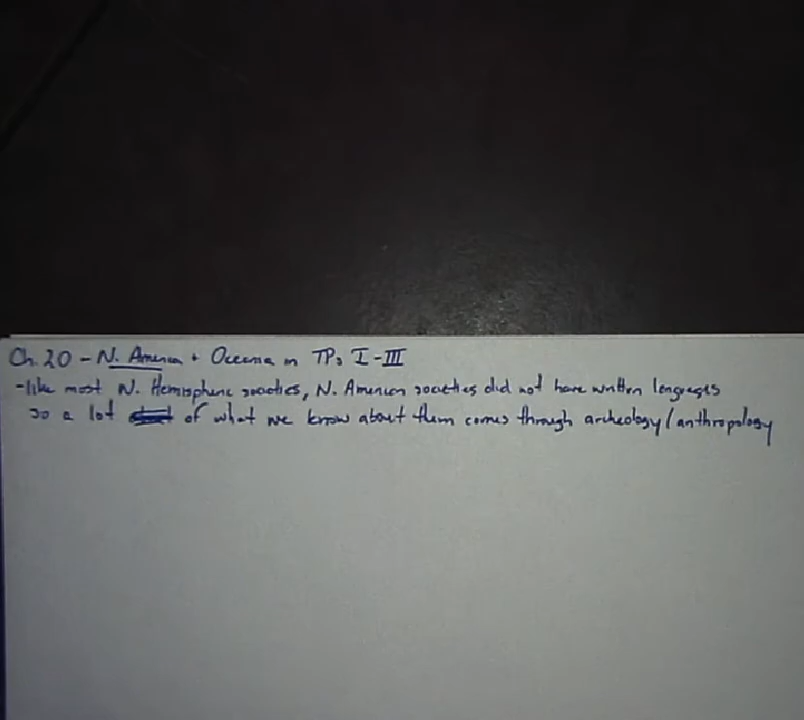 Ch. 20 - N. America + Oceania in TPs I-III
-like most N. Hemispheric societies, N. American societies did not have written languages
so a lot of what we know about them comes through archeology/anthropology